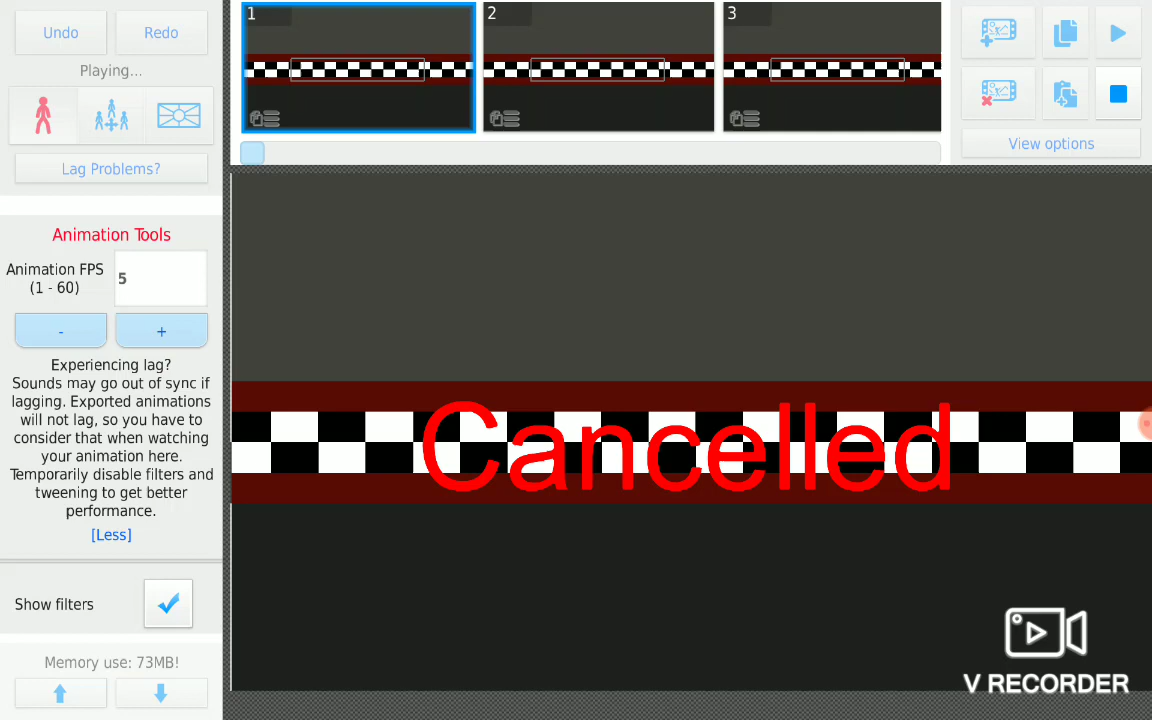 Undo
Redo
Playing...
Lag Problems?
Animation Tools
Animation FPS
(1 - 60)
5
-
+
Experiencing lag?
Sounds may go out of sync if
lagging. Exported animations
will not lag, so you have to
consider that when watching
your animation here.
Temporarily disable filters and
tweening to get better
performance.
[Less]
Show filters
Memory use: 73MB!
1
2
3
View options
Cancelled
V RECORDER